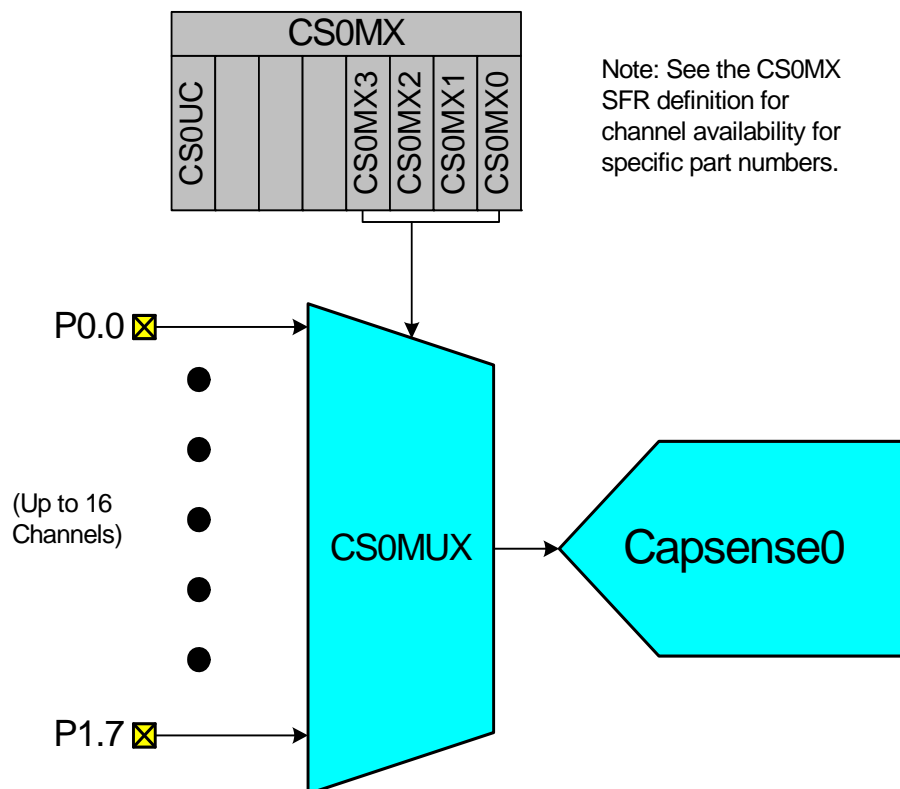 CS0MX
CS0UC
CS0MX3
CS0MX2
CS0MX1
CS0MX0
Note: See the CS0MX
SFR definition for
channel availability for
specific part numbers.
P0.0
(Up to 16
Channels)
CS0MUX
Capsense0
P1.7